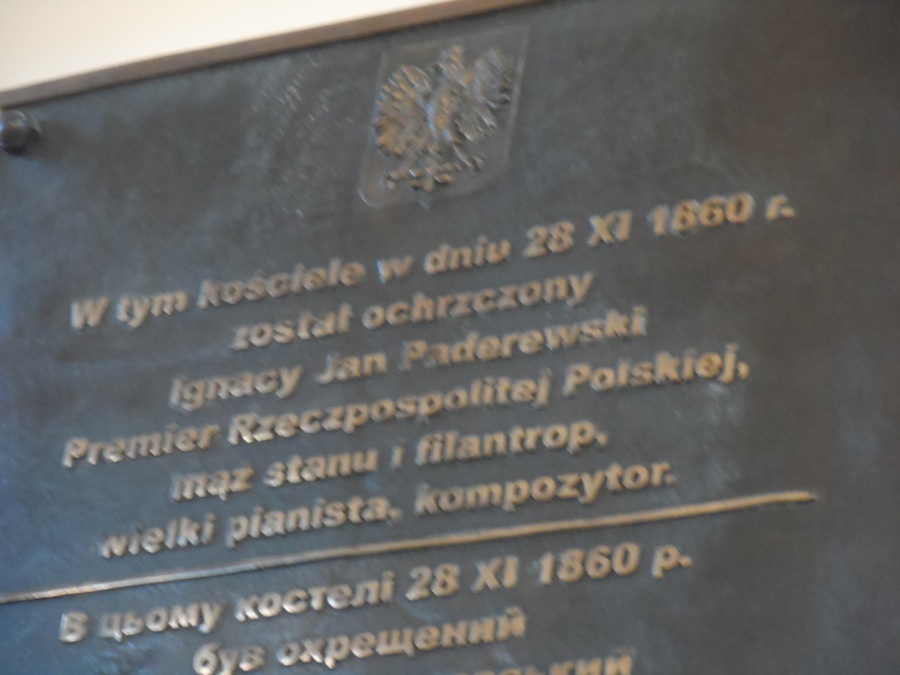 W tym kościele w dniu 28 XI 1860 r.
został ochrzczony
Ignacy Jan Paderewski
Premier Rzeczpospolitej Polskiej,
mąż stanu i filantrop,
wielki pianista, kompozytor.
В цьому костелі 28 XI 1860 р.
був охрещений